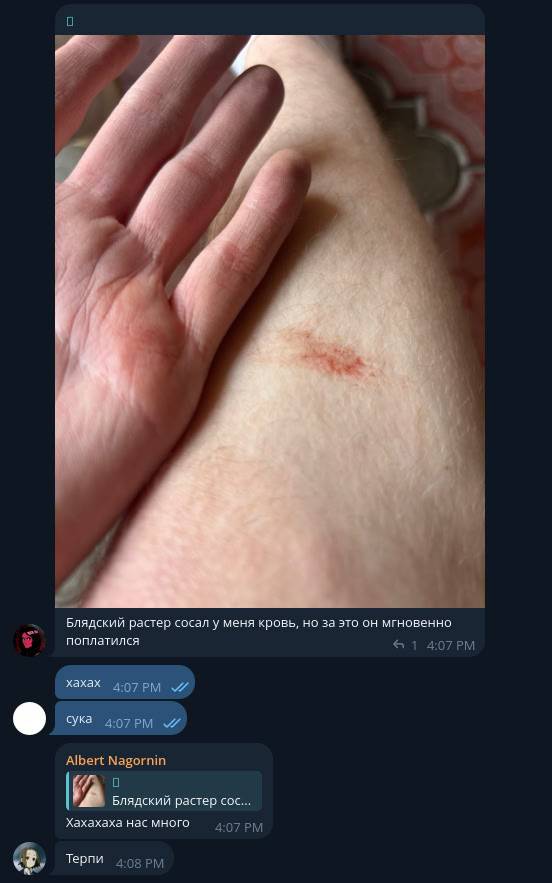 Блядский растер сосал у меня кровь, но за это он мгновенно
поплатился
1 4:07 PM
хахах 4:07 PM
сука 4:07 PM
Albert Nagornin
Блядский растер сос...
Хахахаха нас много 4:07 PM
Терпи 4:08 PM